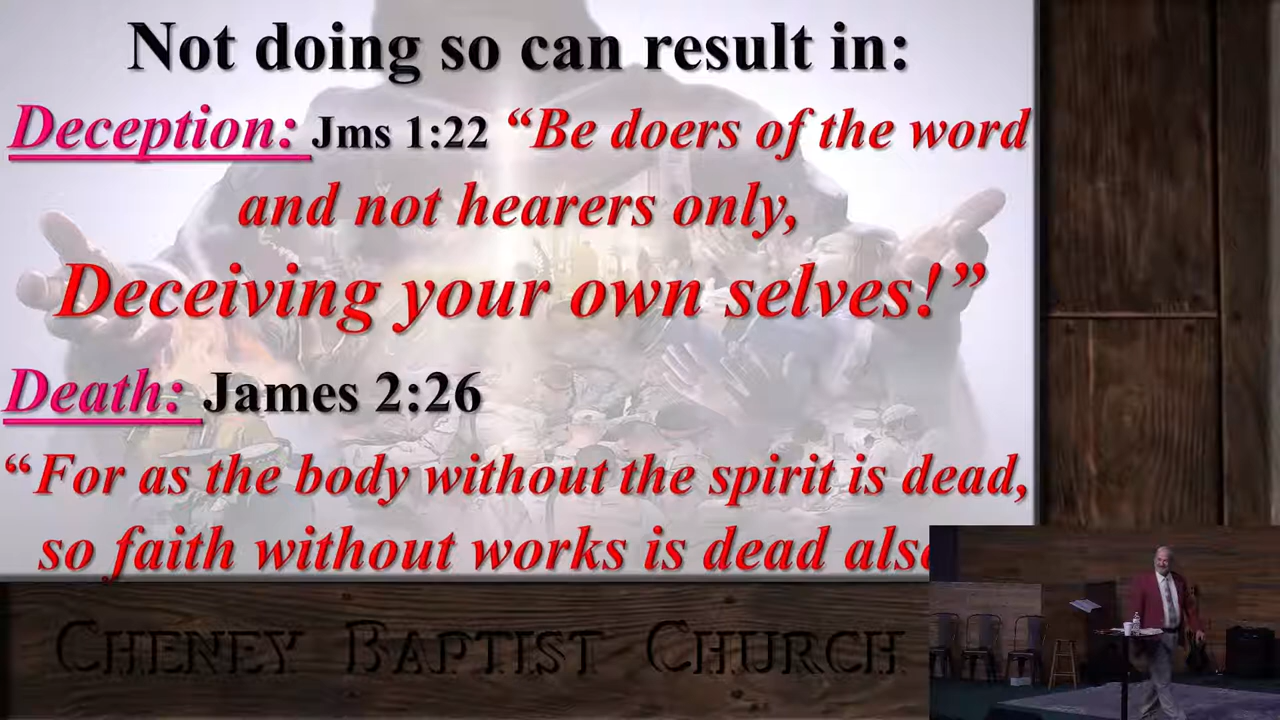 Not doing so can result in:
Deception: Jms 1:22 “Be doers of the word
and not hearers only,
Deceiving your own selves!”
Death: James 2:26
“For as the body without the spirit is dead,
so faith without works is dead also
CHENEY BAPTIST CHURCH